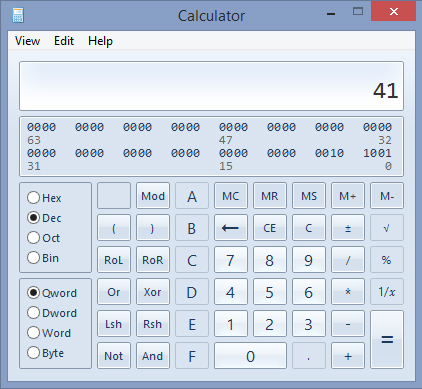 Calculator
View Edit Help
41
0000 0000 0000 0000 0000 0000 0000 0000
63 47 32
0000 0000 0000 0000 0000 0000 0010 1001
31 15 0
Hex Mod A MC MR MS M+ M-
Dec ( ) B ← CE C ± √
Oct RoL RoR C 7 8 9 / %
Bin
Qword Or Xor D 4 5 6 * 1/x
Dword
Word Lsh Rsh E 1 2 3 - =
Byte Not And F 0 . +